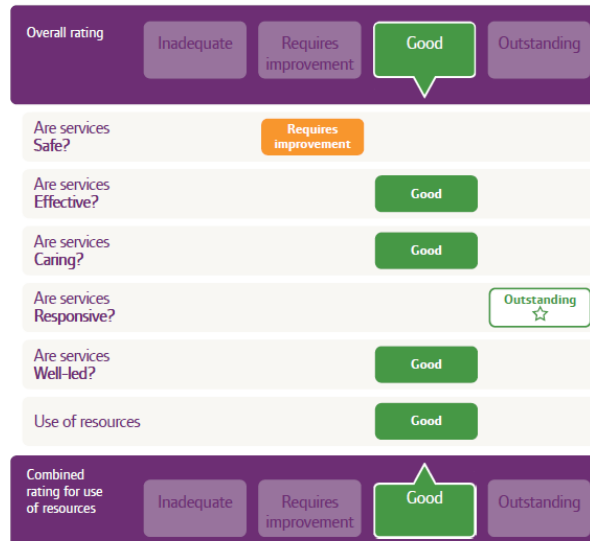 Overall rating
Inadequate
Requires
improvement
Good
Outstanding
Are services
Safe?
Requires
improvement
Are services
Effective?
Good
Are services
Caring?
Good
Are services
Responsive?
Outstanding
Are services
Well-led?
Good
Use of resources
Good
Combined
rating for use
of resources
Inadequate
Requires
improvement
Good
Outstanding